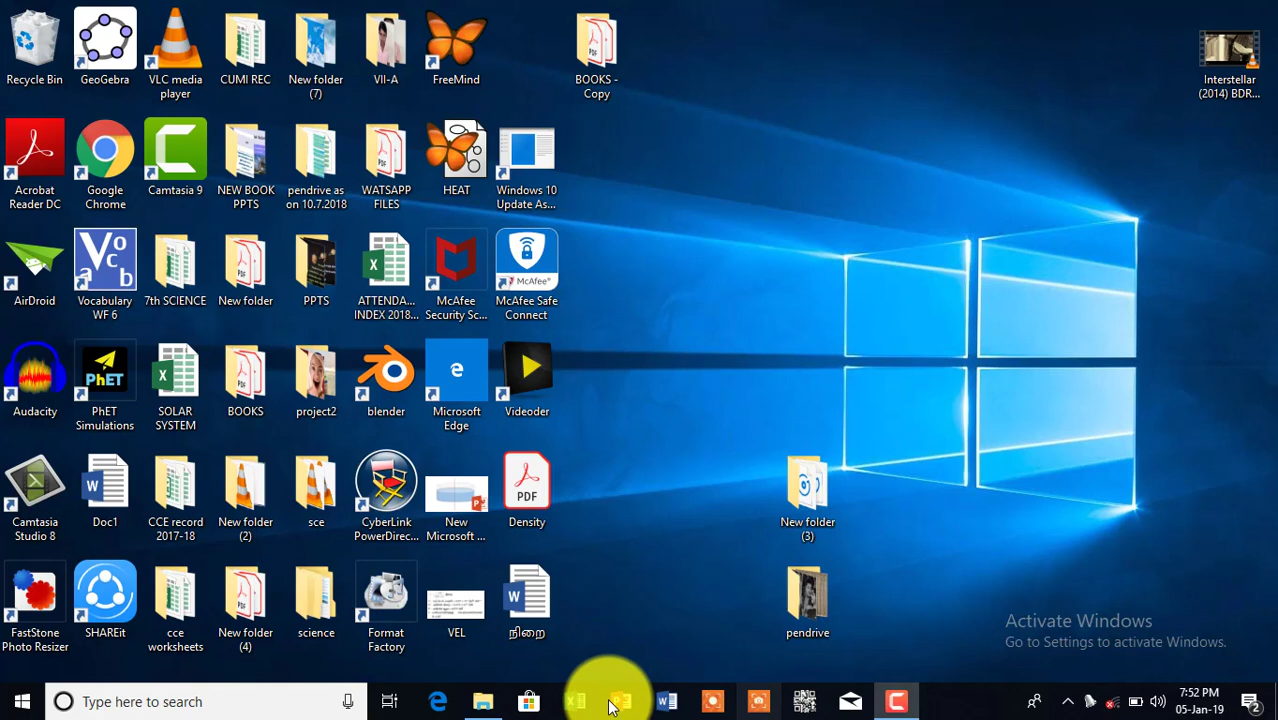 Recycle Bin
GeoGebra
VLC media
player
CUMI REC
New folder
(7)
VII-A
FreeMind
BOOKS -
Copy
Interstellar
(2014) BDR...
Acrobat
Reader DC
Google
Chrome
Camtasia 9
NEW BOOK
PPTS
pendrive as
on 10.7.2018
WATSAPP
FILES
HEAT
Windows 10
Update As...
AirDroid
Vocabulary
WF 6
7th SCIENCE
New folder
PPTS
ATTENDA...
INDEX 2018...
McAfee
Security Sc...
McAfee Safe
Connect
Audacity
PhET
Simulations
SOLAR
SYSTEM
BOOKS
project2
blender
Microsoft
Edge
Videoder
Camtasia
Studio 8
Doc1
CCE record
2017-18
New folder
(2)
sce
CyberLink
PowerDirec...
New
Microsoft ...
Density
New folder
(3)
FastStone
Photo Resizer
SHAREit
cce
worksheets
New folder
(4)
science
Format
Factory
VEL
நிறை
pendrive
Activate Windows
Go to Settings to activate Windows.
Type here to search
7:52 PM
05-Jan-19